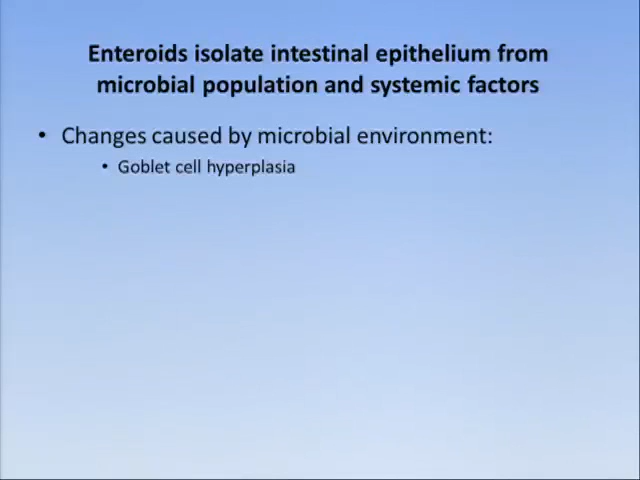 Enteroids isolate intestinal epithelium from
microbial population and systemic factors
• Changes caused by microbial environment:
• Goblet cell hyperplasia